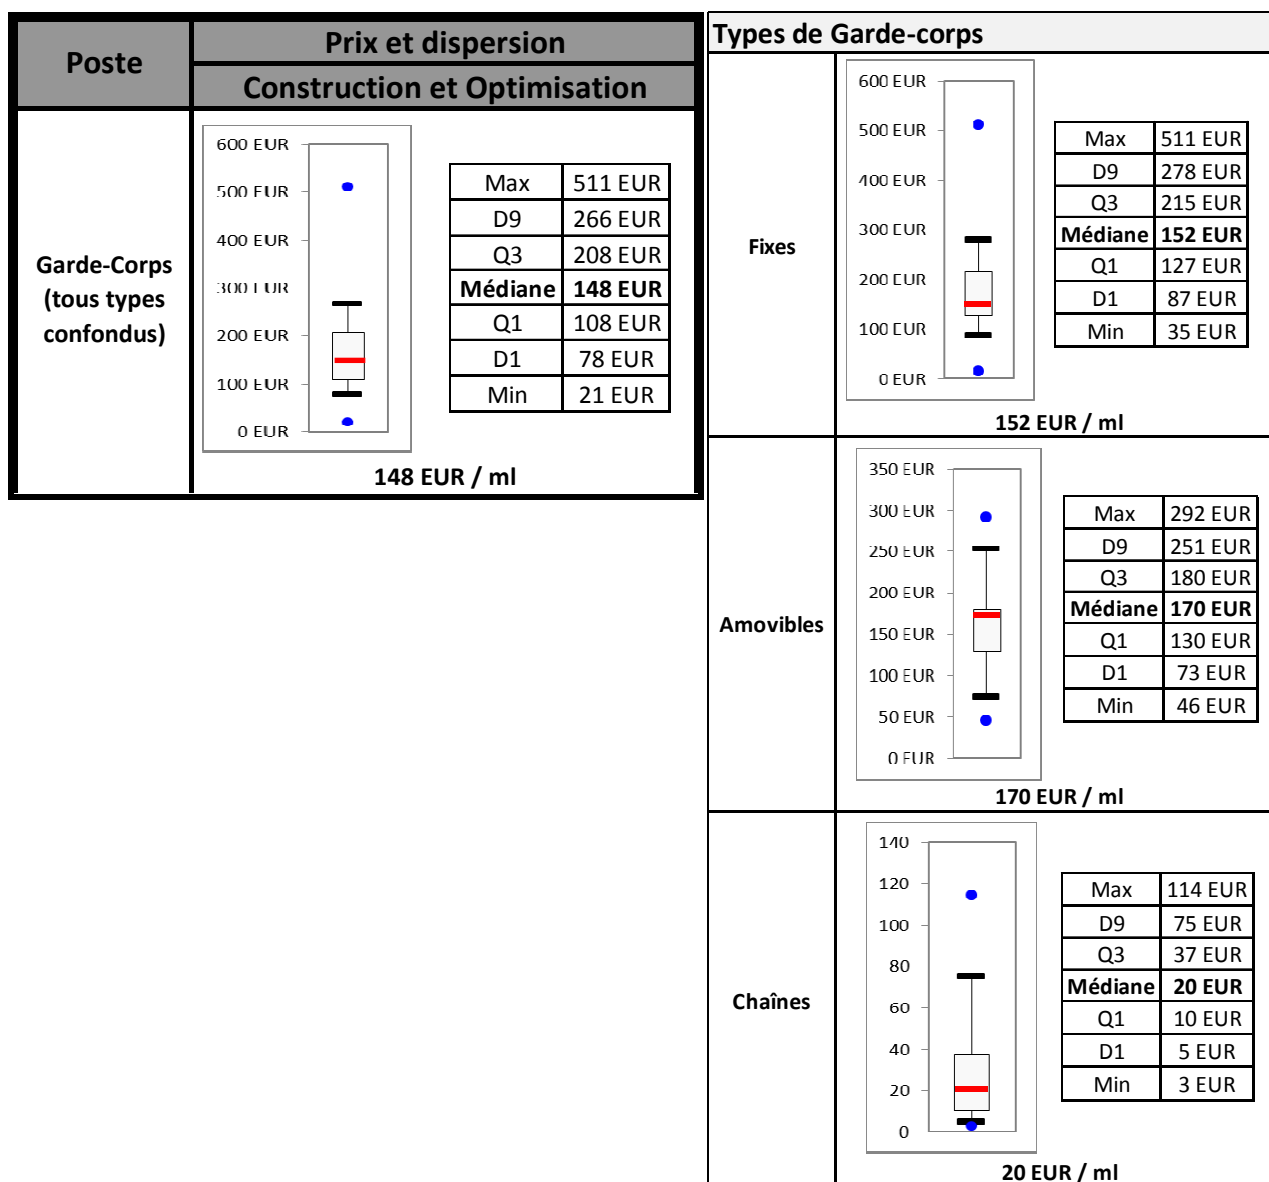 Poste
Prix et dispersion
Construction et Optimisation
Garde-Corps
(tous types
confondus)
600 EUR
500 EUR
400 EUR
300 EUR
200 EUR
100 EUR
0 EUR
Max 511 EUR
D9 266 EUR
Q3 208 EUR
Médiane 148 EUR
Q1 108 EUR
D1 78 EUR
Min 21 EUR
148 EUR / ml
Types de Garde-corps
Fixes
600 EUR
500 EUR
400 EUR
300 EUR
200 EUR
100 EUR
0 EUR
Max 511 EUR
D9 278 EUR
Q3 215 EUR
Médiane 152 EUR
Q1 127 EUR
D1 87 EUR
Min 35 EUR
152 EUR / ml
Amovibles
350 EUR
300 EUR
250 EUR
200 EUR
150 EUR
100 EUR
50 EUR
0 EUR
Max 292 EUR
D9 251 EUR
Q3 180 EUR
Médiane 170 EUR
Q1 130 EUR
D1 73 EUR
Min 46 EUR
170 EUR / ml
Chaînes
140
120
100
80
60
40
20
0
Max 114 EUR
D9 75 EUR
Q3 37 EUR
Médiane 20 EUR
Q1 10 EUR
D1 5 EUR
Min 3 EUR
20 EUR / ml